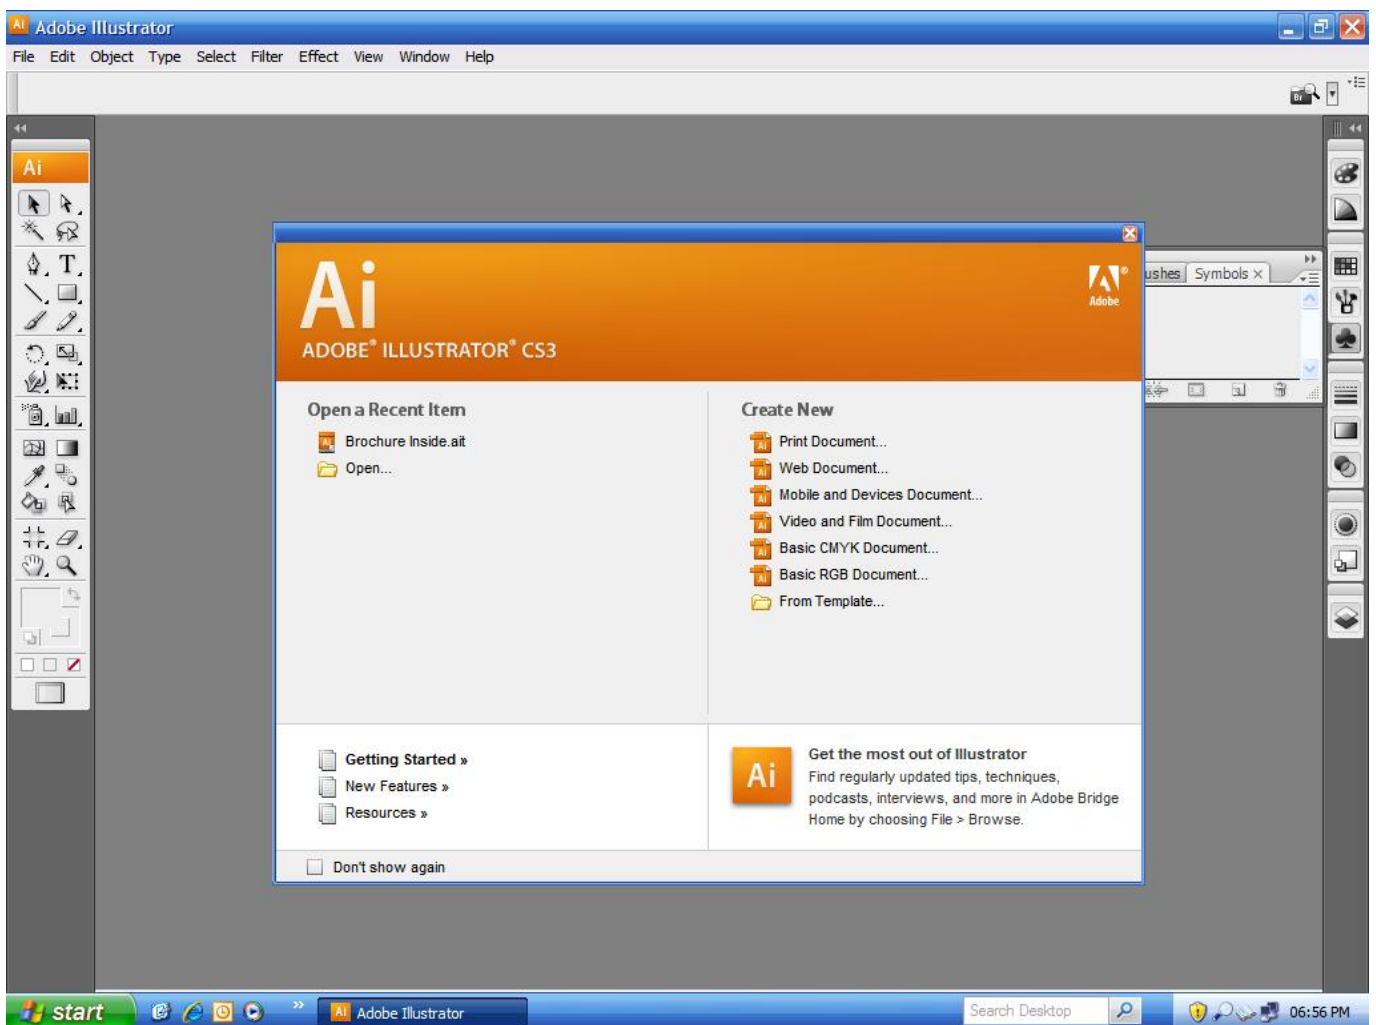 Ai Adobe Illustrator
File Edit Object Type Select Filter Effect View Window Help
Br
Ai
T
Ai
Adobe
ADOBE® ILLUSTRATOR® CS3
Symbols ×
Open a Recent Item
Brochure Inside.ait
Open...
Create New
Print Document...
Web Document...
Mobile and Devices Document...
Video and Film Document...
Basic CMYK Document...
Basic RGB Document...
From Template...
Getting Started »
New Features »
Resources »
Ai
Get the most out of Illustrator
Find regularly updated tips, techniques,
podcasts, interviews, and more in Adobe Bridge
Home by choosing File > Browse.
Don't show again
start
Ai Adobe Illustrator
Search Desktop
06:56 PM